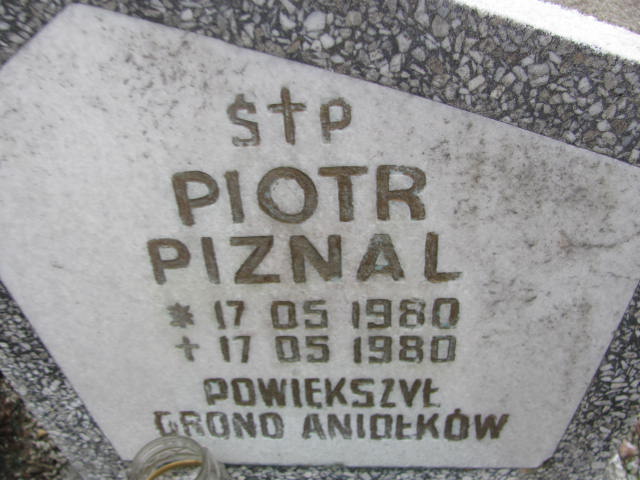 Ś†P
PIOTR
PIZNAL
* 17 05 1980
† 17 05 1980
POWIĘKSZYŁ
GRONO ANIOŁKÓW